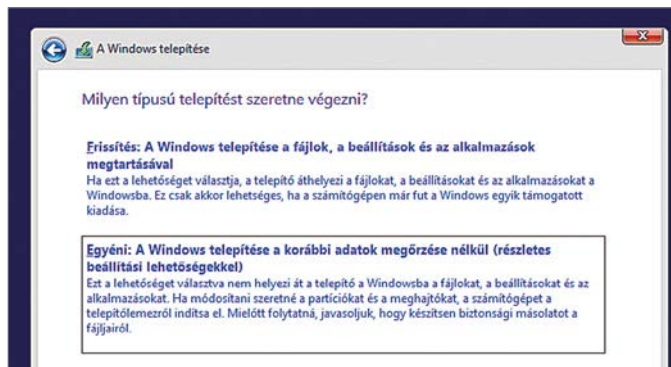 A Windows telepítése
Milyen típusú telepítést szeretne végezni?
Frissítés: A Windows telepítése a fájlok, a beállítások és az alkalmazások
megtartásával
Ha ezt a lehetőséget választja, a telepítő áthelyezi a fájlokat, a beállításokat és az alkalmazásokat a
Windowsba. Ez csak akkor lehetséges, ha a számítógépen már fut a Windows egyik támogatott
kiadása.
Egyéni: A Windows telepítése a korábbi adatok megőrzése nélkül (részletes
beállítási lehetőségekkel)
Ezt a lehetőséget választva nem helyezi át a telepítő a Windowsba a fájlokat, a beállításokat és az
alkalmazásokat. Ha módosítani szeretné a partíciókat és a meghajtókat, a számítógépet a
telepítőlemezről indítsa el. Mielőtt folytatná, javasoljuk, hogy készítsen biztonsági másolatot a
fájljairól.